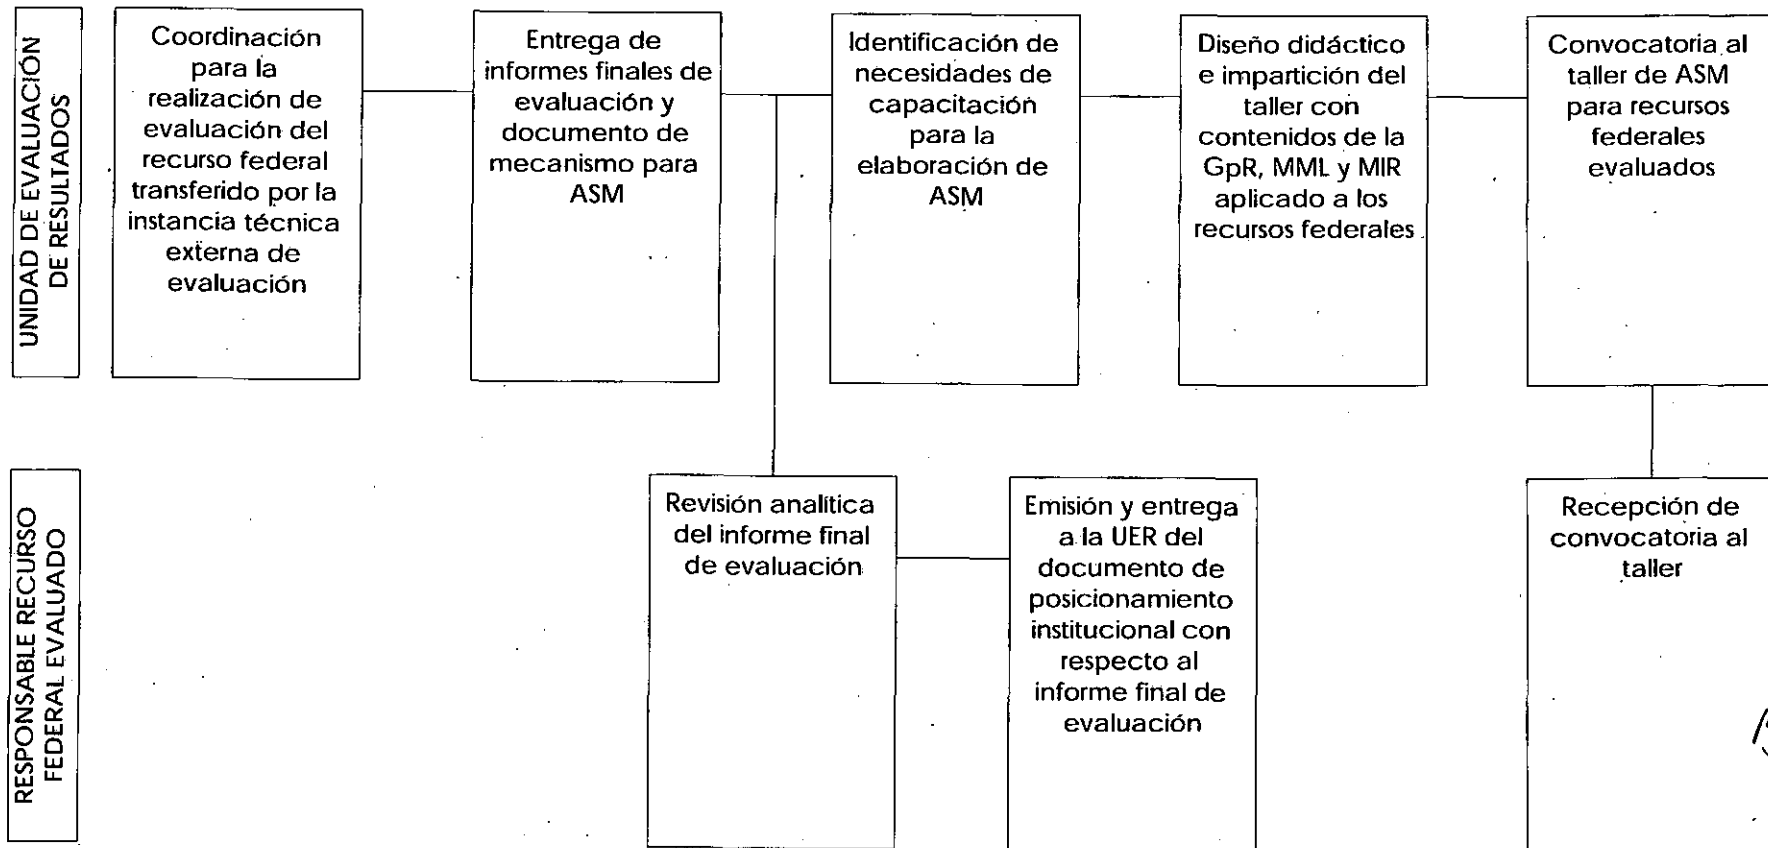 UNIDAD DE EVALUACIÓN
DE RESULTADOS
Coordinación
para la
realización de
evaluación del
recurso federal
transferido por la
instancia técnica
externa de
evaluación
Entrega de
informes finales de
evaluación y
documento de
mecanismo para
ASM
Identificación de
necesidades de
capacitación
para la
elaboración de
ASM
Diseño didáctico
e impartición del
taller con
contenidos de la
GpR, MML y MIR
aplicado a los
recursos federales
Convocatoria al
taller de ASM
para recursos
federales
evaluados
RESPONSABLE RECURSO
FEDERAL EVALUADO
Revisión analítica
del informe final
de evaluación
Emisión y entrega
a la UER del
documento de
posicionamiento
institucional con
respecto al
informe final de
evaluación
Recepción de
convocatoria al
taller